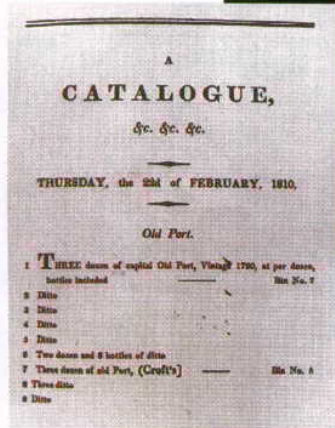 A
CATALOGUE,
&c. &c. &c.
THURSDAY, the 22d of FEBRUARY, 1810,
Old Port.
1 THREE dozen of capital Old Port, Vintage 1790, at per dozen,
bottles included Bin No. 7
2 Ditto
3 Ditto
4 Ditto
5 Ditto
6 Two dozen and 8 bottles of ditto
7 Three dozen of old Port, (Croft's] Bin No. 5
8 Three ditto
9 Ditto